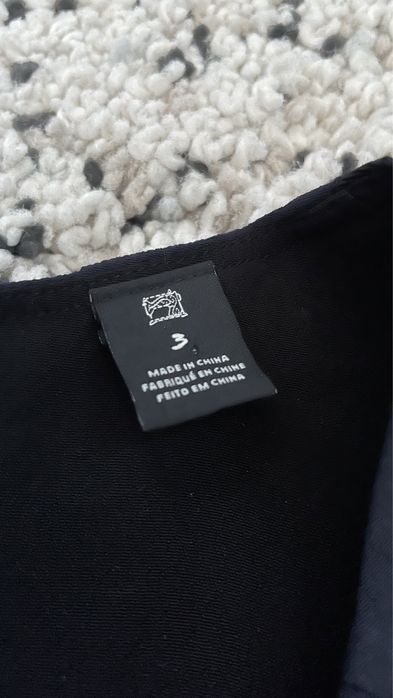 3
MADE IN CHINA
FABRIQUÉ EN CHINE
FEITO EM CHINA